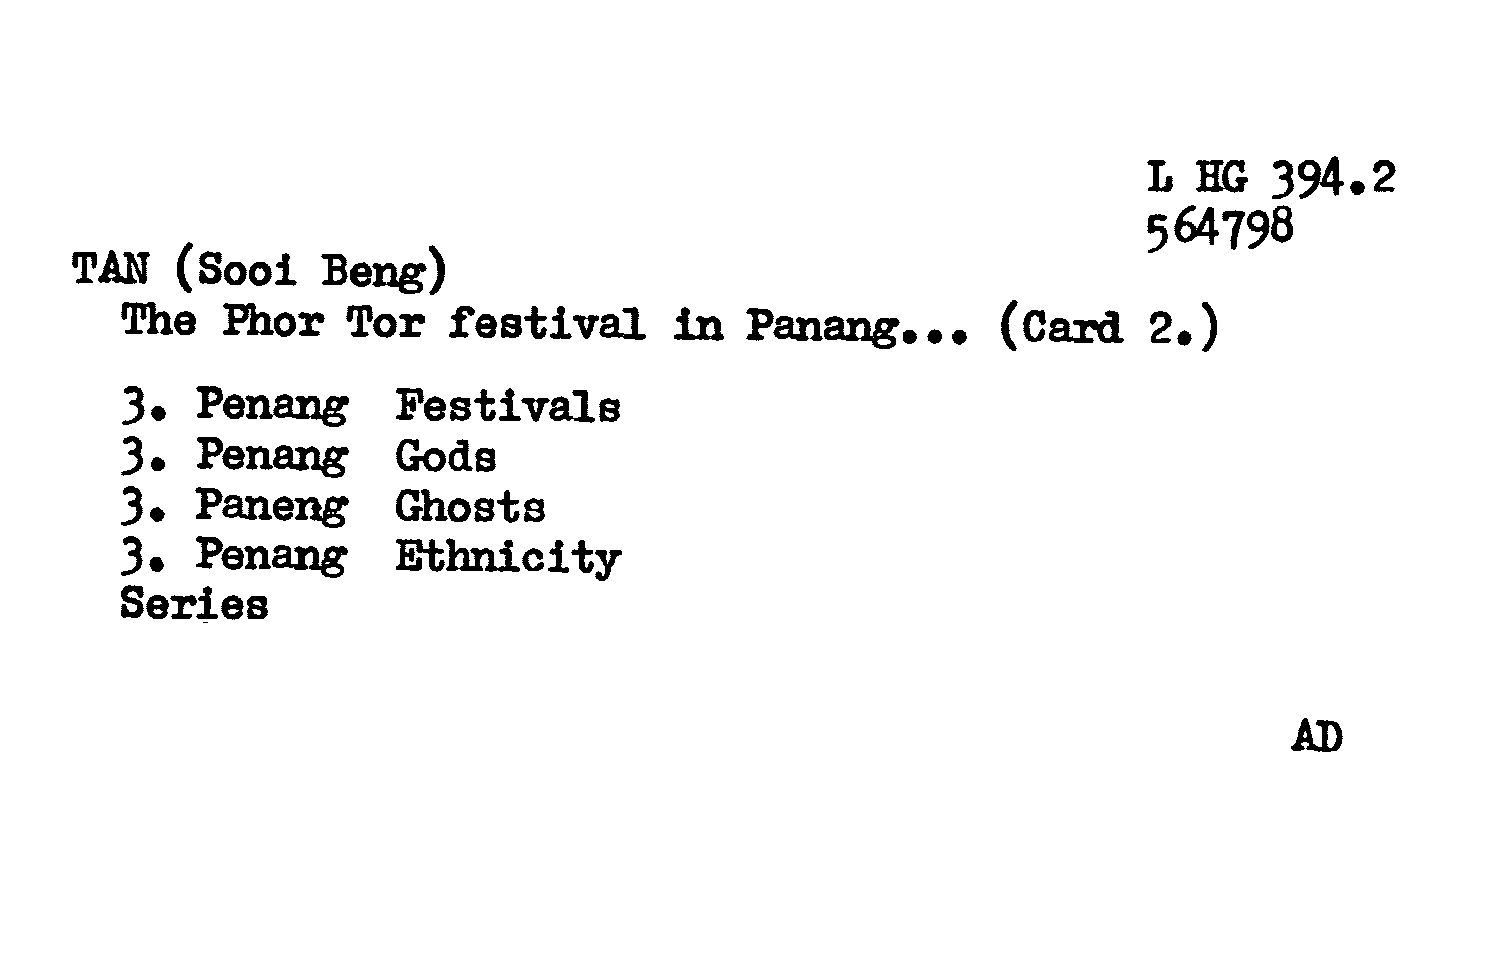 L HG 394.2
564798
TAN (Sooi Beng)
The Phor Tor festival in Panang... (Card 2.)
3. Penang Festivals
3. Penang Gods
3. Paneng Ghosts
3. Penang Ethnicity
Series
AD